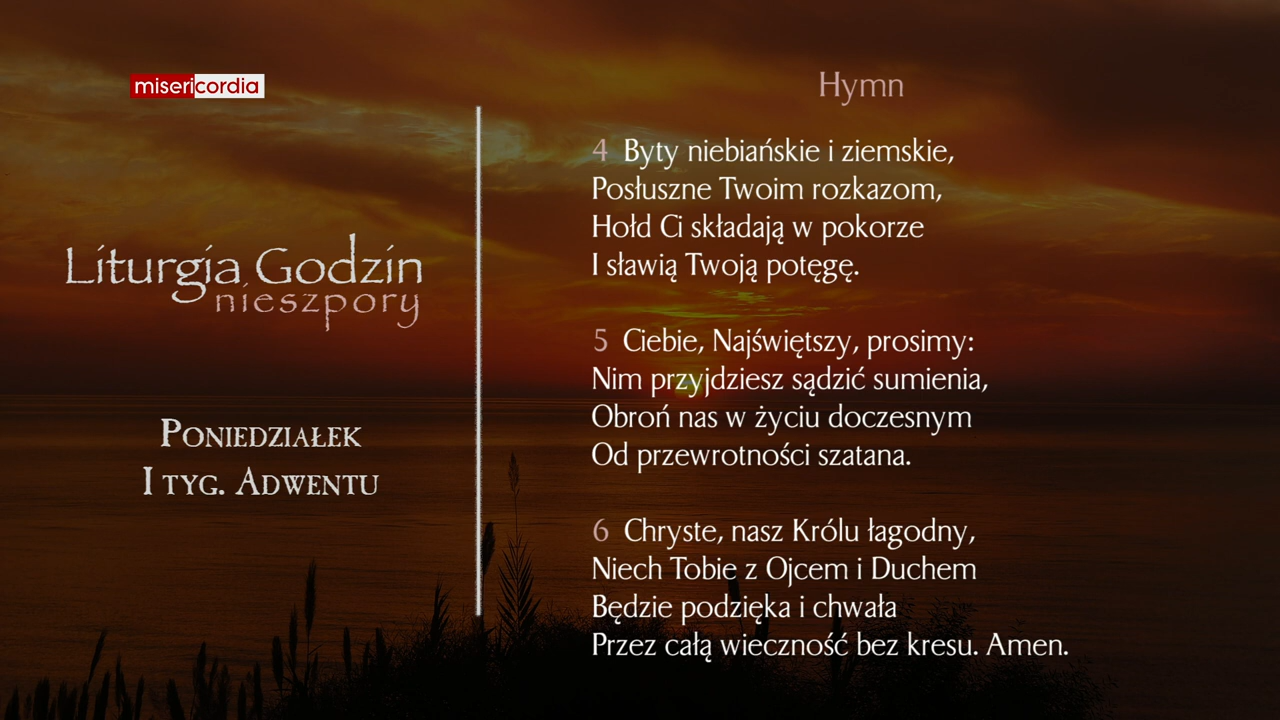 misericordia
Liturgia Godzin
nieszpory
Poniedziałek
I tyg. Adwentu
Hymn
4 Byty niebiańskie i ziemskie,
Posłuszne Twoim rozkazom,
Hołd Ci składają w pokorze
I sławią Twoją potęgę.
5 Ciebie, Najświętszy, prosimy:
Nim przyjdziesz sądzić sumienia,
Obroń nas w życiu doczesnym
Od przewrotności szatana.
6 Chryste, nasz Królu łagodny,
Niech Tobie z Ojcem i Duchem
Będzie podzięka i chwała
Przez całą wieczność bez kresu. Amen.